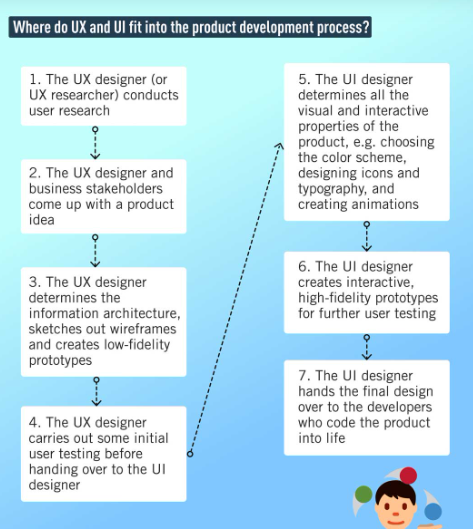 Where do UX and UI fit into the product development process?
1. The UX designer (or
UX researcher) conducts
user research
2. The UX designer and
business stakeholders
come up with a product
idea
3. The UX designer
determines the
information architecture,
sketches out wireframes
and creates low-fidelity
prototypes
4. The UX designer
carries out some initial
user testing before
handing over to the UI
designer
5. The UI designer
determines all the
visual and interactive
properties of the
product, e.g. choosing
the color scheme,
designing icons and
typography, and
creating animations
6. The UI designer
creates interactive,
high-fidelity prototypes
for further user testing
7. The UI designer
hands the final design
over to the developers
who code the product
into life